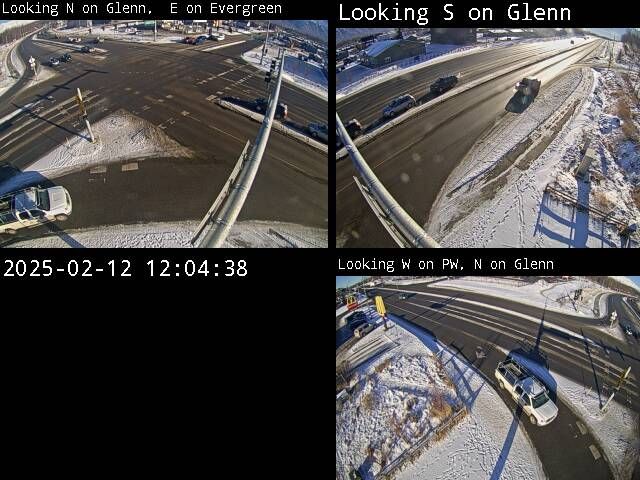 Looking N on Glenn,  E on Evergreen
Looking S on Glenn
2025-02-12 12:04:38
Looking W on PW, N on Glenn